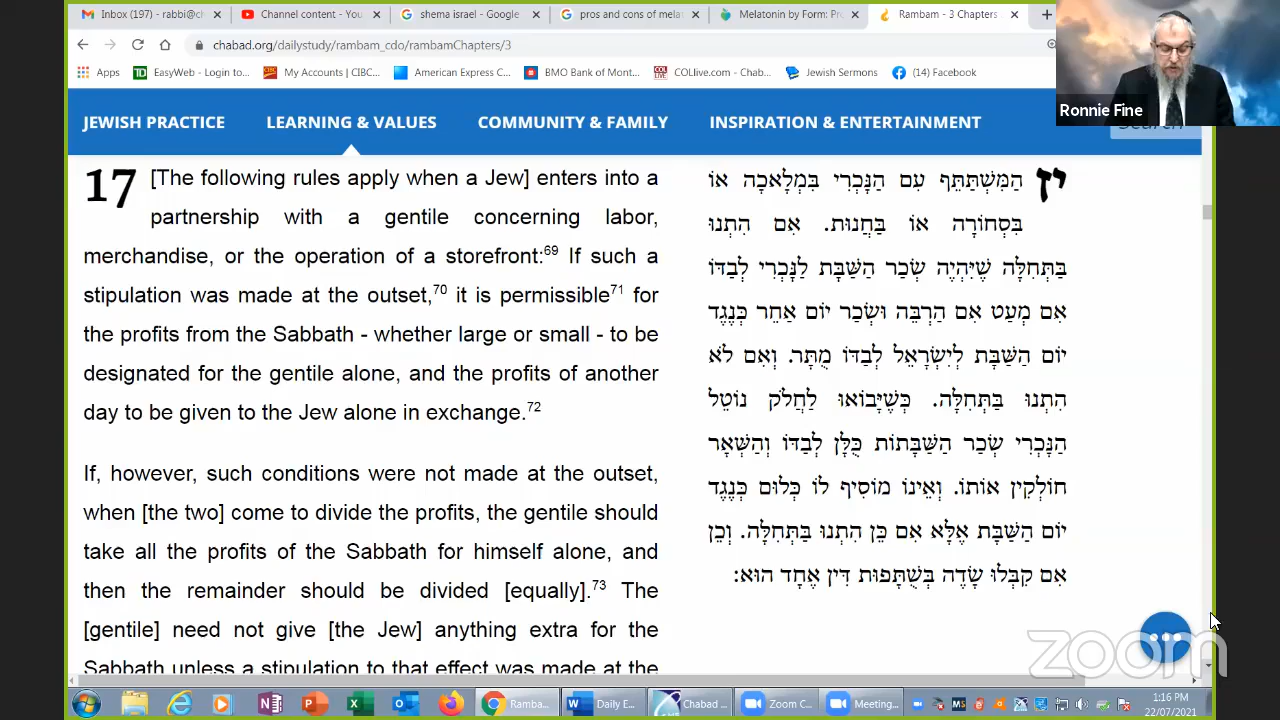 Inbox (197) - rabbi@ch
Channel content - You
shema israel - Google
pros and cons of mela
Melatonin by Form: Pr
Rambam - 3 Chapters
chabad.org/dailystudy/rambam_cdo/rambamChapters/3
Apps
EasyWeb - Login to...
My Accounts | CIBC...
American Express C...
BMO Bank of Mont...
COLlive.com - Chab...
Jewish Sermons
(14) Facebook
Ronnie Fine
JEWISH PRACTICE
LEARNING & VALUES
COMMUNITY & FAMILY
INSPIRATION & ENTERTAINMENT
Search
17 [The following rules apply when a Jew] enters into a
partnership with a gentile concerning labor,
merchandise, or the operation of a storefront:69 If such a
stipulation was made at the outset,70 it is permissible71 for
the profits from the Sabbath - whether large or small - to be
designated for the gentile alone, and the profits of another
day to be given to the Jew alone in exchange.72
If, however, such conditions were not made at the outset,
when [the two] come to divide the profits, the gentile should
take all the profits of the Sabbath for himself alone, and
then the remainder should be divided [equally].73 The
[gentile] need not give [the Jew] anything extra for the
Sabbath unless a stipulation to that effect was made at the
יז הַמִּשְׁתַּתֵּף עִם הַנָּכְרִי בִּמְלָאכָה אוֹ
בִּסְחוֹרָה אוֹ בַּחֲנוּת. אִם הִתְנוּ
בַּתְּחִלָּה שֶׁיִּהְיֶה שְׂכַר הַשַּׁבָּת לַנָּכְרִי לְבַדּוֹ
אִם מְעַט אִם הַרְבֵּה וּשְׂכַר יוֹם אַחֵר כְּנֶגֶד
יוֹם הַשַּׁבָּת לְיִשְׂרָאֵל לְבַדּוֹ מֻתָּר. וְאִם לֹא
הִתְנוּ בַּתְּחִלָּה. כְּשֶׁיָּבוֹאוּ לַחֲלֹק נוֹטֵל
הַנָּכְרִי שְׂכַר הַשַּׁבָּתוֹת כֻּלָּן לְבַדּוֹ וְהַשְּׁאָר
חוֹלְקִין אוֹתוֹ. וְאֵינוֹ מוֹסִיף לוֹ כְּלוּם כְּנֶגֶד
יוֹם הַשַּׁבָּת אֶלָּא אִם כֵּן הִתְנוּ בַּתְּחִלָּה. וְכֵן
אִם קִבְּלוּ שָׂדֶה בְּשֻׁתָּפוּת דִּין אֶחָד הוּא:
zoom
Ramba...
Daily E...
Chabad ...
Zoom C...
Meeting...
1:16 PM
22/07/2021